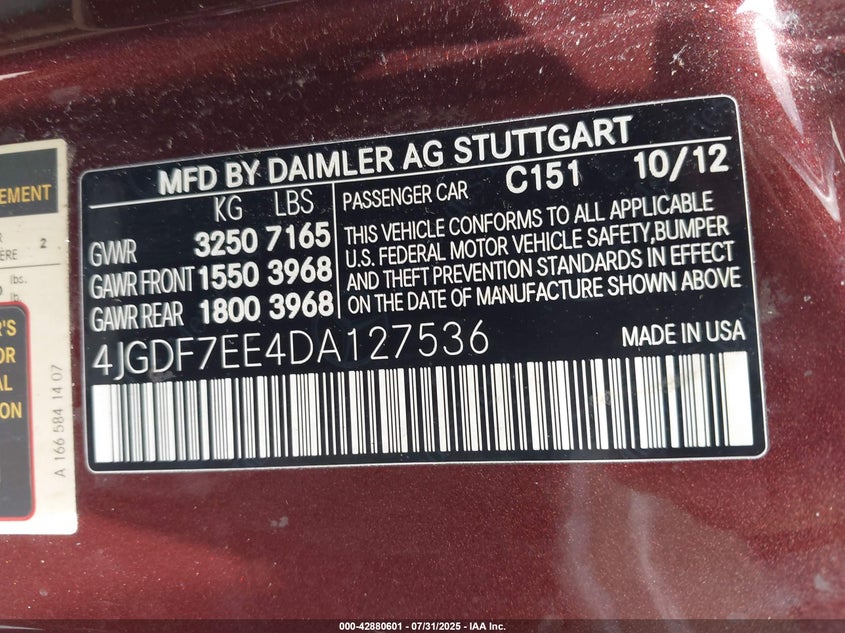 MFD BY DAIMLER AG STUTTGART
KG LBS
GVWR 3250 7165
GAWR FRONT 1550 3968
GAWR REAR 1800 3968
PASSENGER CAR C151 10/12
THIS VEHICLE CONFORMS TO ALL APPLICABLE
U.S. FEDERAL MOTOR VEHICLE SAFETY,BUMPER
AND THEFT PREVENTION STANDARDS IN EFFECT
ON THE DATE OF MANUFACTURE SHOWN ABOVE
4JGDF7EE4DA127536
MADE IN USA
EMENT
2
lbs.
lb.
A 166 584 14 07
000-42880601 - 07/31/2025 - IAA Inc.